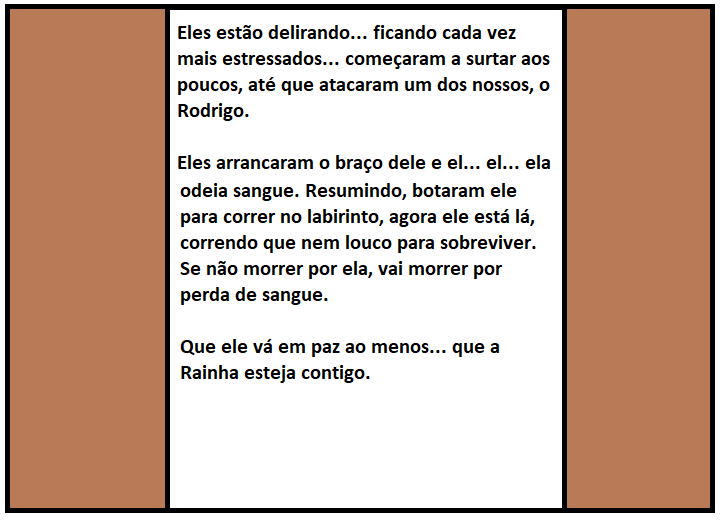 Eles estão delirando... ficando cada vez
mais estressados... começaram a surtar aos
poucos, até que atacaram um dos nossos, o
Rodrigo.
Eles arrancaram o braço dele e el... el... ela
odeia sangue. Resumindo, botaram ele
para correr no labirinto, agora ele está lá,
correndo que nem louco para sobreviver.
Se não morrer por ela, vai morrer por
perda de sangue.
Que ele vá em paz ao menos... que a
Rainha esteja contigo.